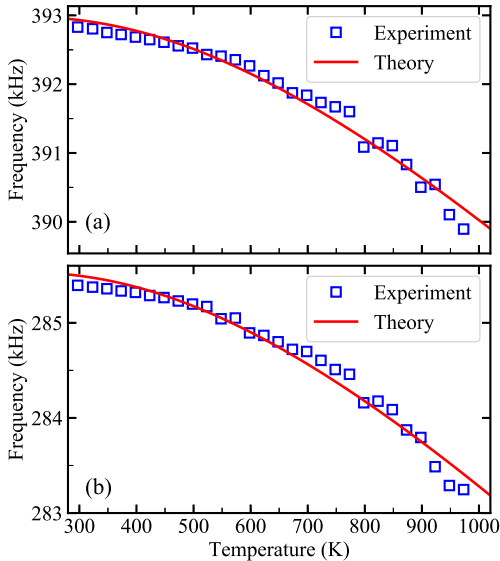 393
392
391
390
Frequency (kHz)
Experiment
Theory
(a)
285
284
283
Frequency (kHz)
Experiment
Theory
(b)
300 400 500 600 700 800 900 1000
Temperature (K)